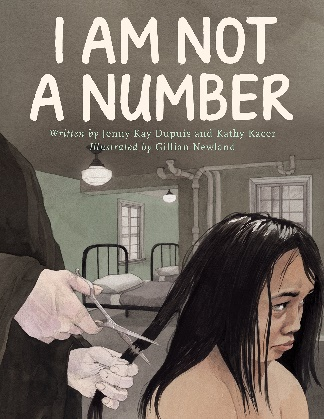 I AM NOT
A NUMBER
Written by Jenny Kay Dupuis and Kathy Kacer
Illustrated by Gillian Newland